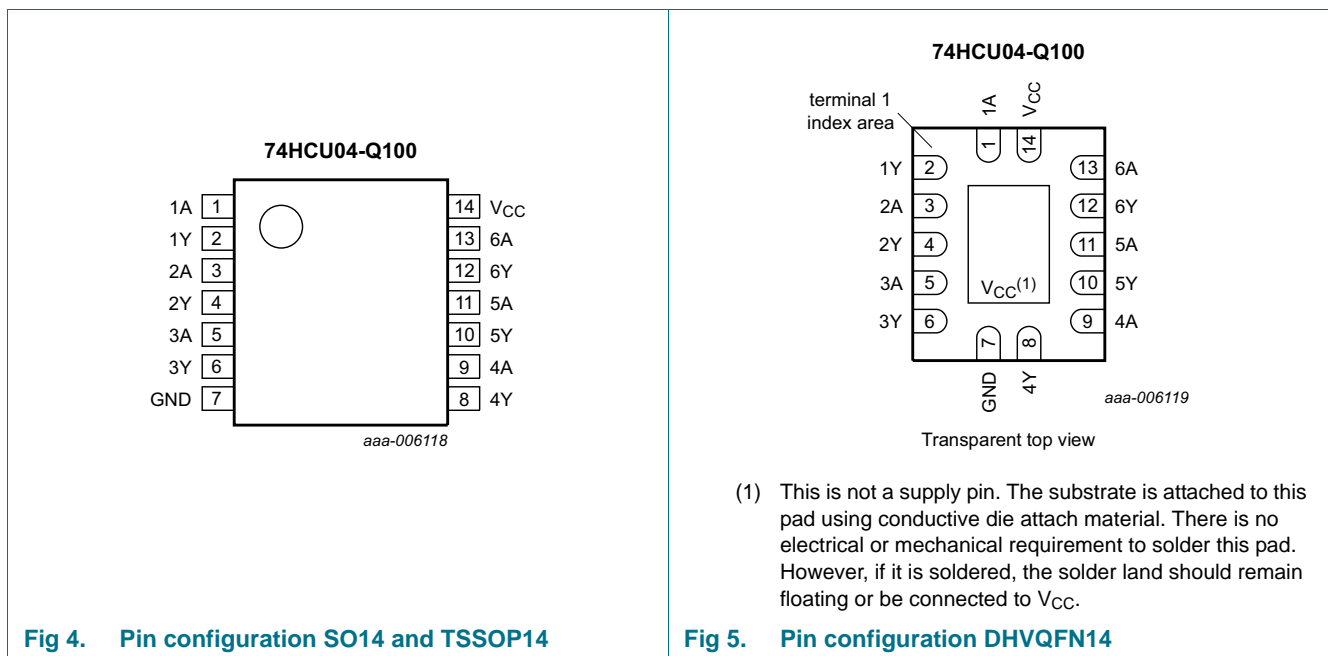 74HCU04-Q100
1A 1
1Y 2
2A 3
2Y 4
3A 5
3Y 6
GND 7
14 VCC
13 6A
12 6Y
11 5A
10 5Y
9 4A
8 4Y
aaa-006118
Fig 4. Pin configuration SO14 and TSSOP14
74HCU04-Q100
terminal 1
index area
1A
VCC
1
14
1Y 2
2A 3
2Y 4
3A 5
3Y 6
13 6A
12 6Y
11 5A
10 5Y
9 4A
VCC(1)
7
8
GND
4Y
aaa-006119
Transparent top view
(1) This is not a supply pin. The substrate is attached to this
pad using conductive die attach material. There is no
electrical or mechanical requirement to solder this pad.
However, if it is soldered, the solder land should remain
floating or be connected to VCC.
Fig 5. Pin configuration DHVQFN14